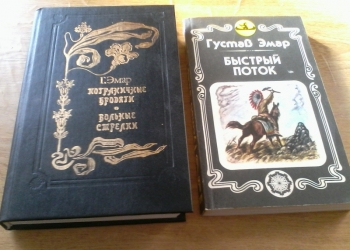 Г. Эмар
ПОГРАНИЧНЫЕ
БРОДЯГИ
ВОЛЬНЫЕ
СТРЕЛКИ
ГУСТАВ ЭМАР
БЫСТРЫЙ
ПОТОК